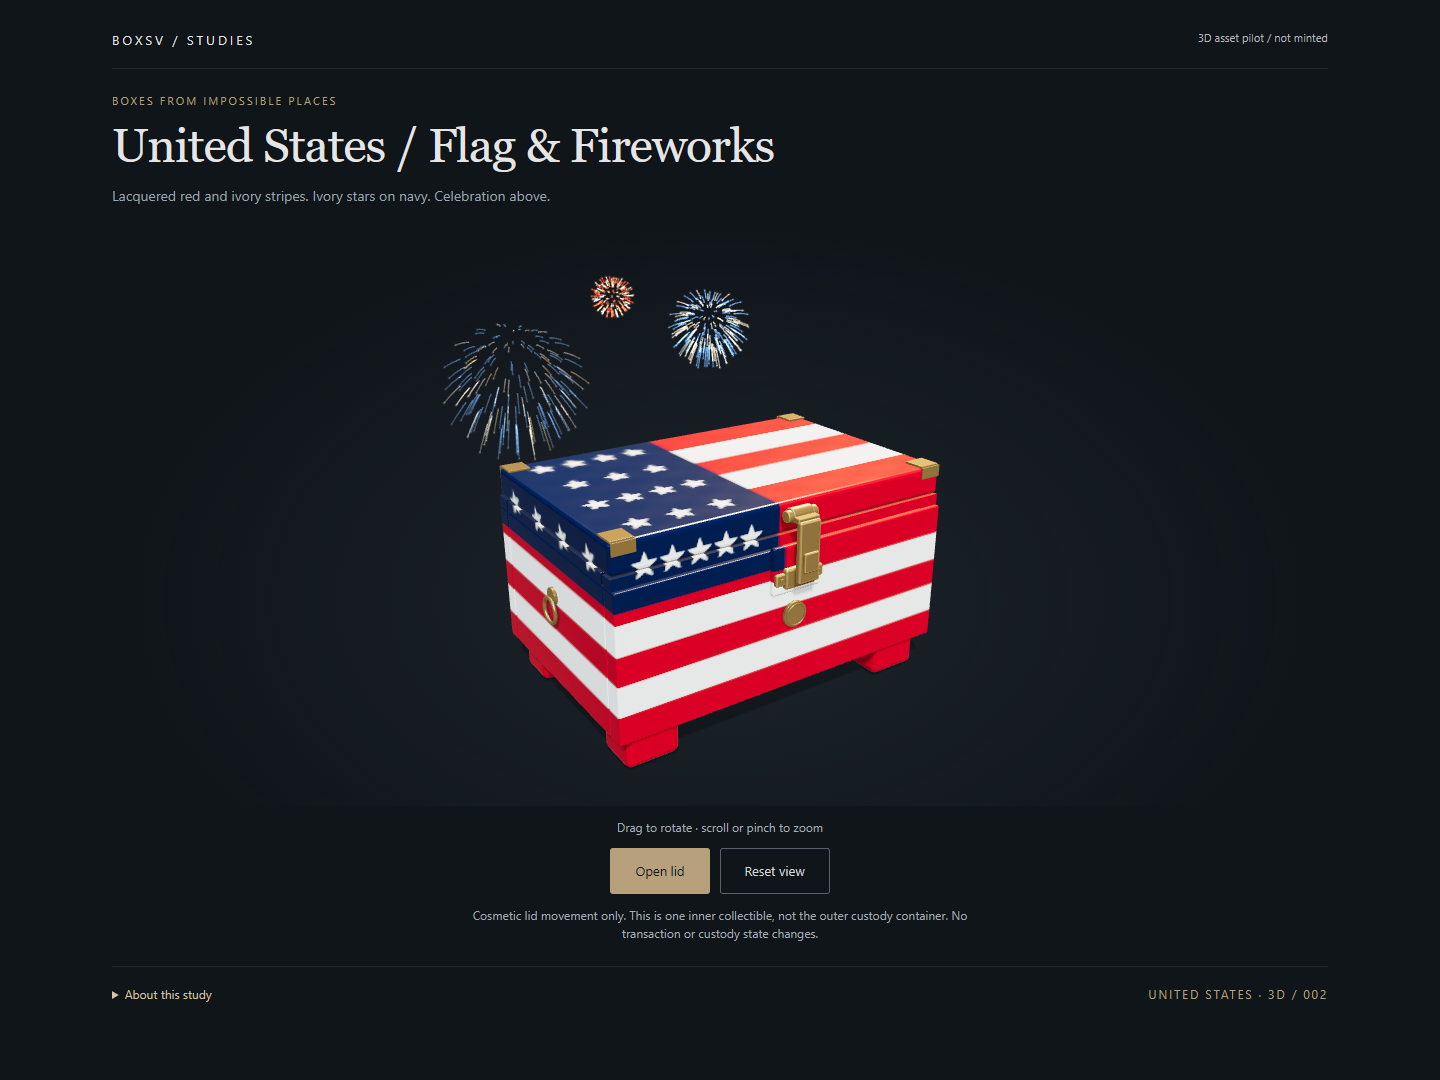 BOXSV / STUDIES
3D asset pilot / not minted
BOXES FROM IMPOSSIBLE PLACES
United States / Flag & Fireworks
Lacquered red and ivory stripes. Ivory stars on navy. Celebration above.
Drag to rotate · scroll or pinch to zoom
Open lid
Reset view
Cosmetic lid movement only. This is one inner collectible, not the outer custody container. No
transaction or custody state changes.
About this study
UNITED STATES · 3D / 002